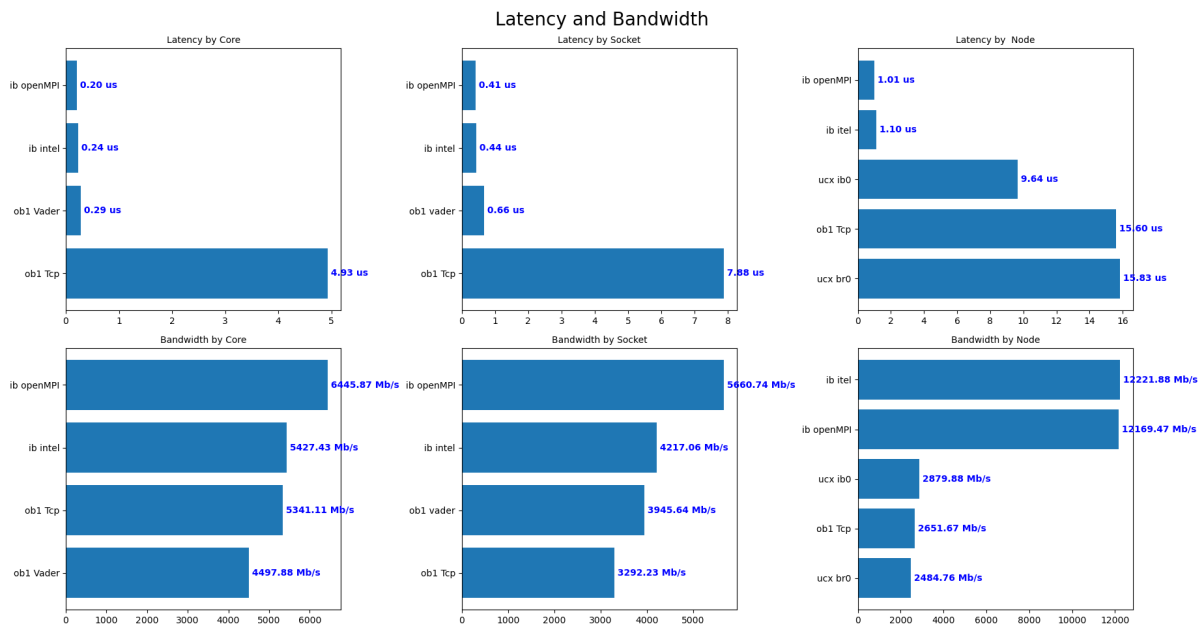 Latency and Bandwidth
Latency by Core
ib openMPI
0.20 us
ib intel
0.24 us
ob1 Vader
0.29 us
ob1 Tcp
4.93 us
0 1 2 3 4 5
Latency by Socket
ib openMPI
0.41 us
ib intel
0.44 us
ob1 vader
0.66 us
ob1 Tcp
7.88 us
0 1 2 3 4 5 6 7 8
Latency by Node
ib openMPI
1.01 us
ib itel
1.10 us
ucx ib0
9.64 us
ob1 Tcp
15.60 us
ucx br0
15.83 us
0 2 4 6 8 10 12 14 16
Bandwidth by Core
ib openMPI
6445.87 Mb/s
ib intel
5427.43 Mb/s
ob1 Tcp
5341.11 Mb/s
ob1 Vader
4497.88 Mb/s
0 1000 2000 3000 4000 5000 6000
Bandwidth by Socket
ib openMPI
5660.74 Mb/s
ib intel
4217.06 Mb/s
ob1 vader
3945.64 Mb/s
ob1 Tcp
3292.23 Mb/s
0 1000 2000 3000 4000 5000
Bandwidth by Node
ib itel
12221.88 Mb/s
ib openMPI
12169.47 Mb/s
ucx ib0
2879.88 Mb/s
ob1 Tcp
2651.67 Mb/s
ucx br0
2484.76 Mb/s
0 2000 4000 6000 8000 10000 12000